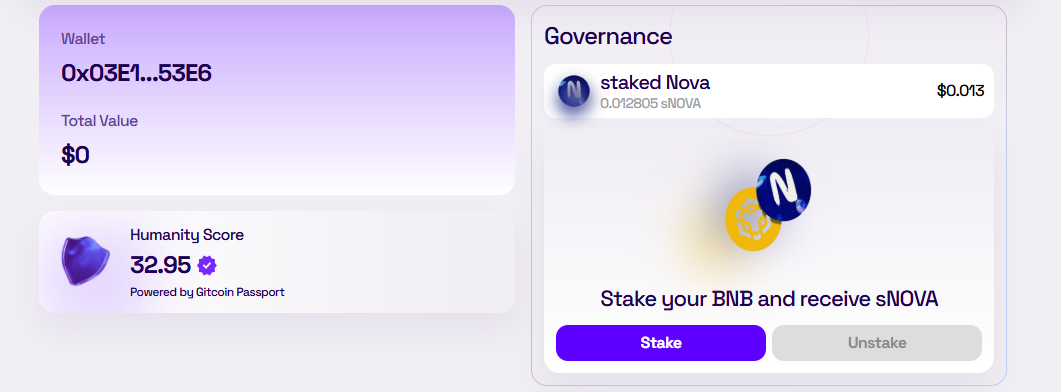 Wallet
0x03E1...53E6
Total Value
$0
Humanity Score
32.95
Powered by Gitcoin Passport
Governance
N
staked Nova
0.012805 sNOVA
$0.013
N
Stake your BNB and receive sNOVA
Stake
Unstake